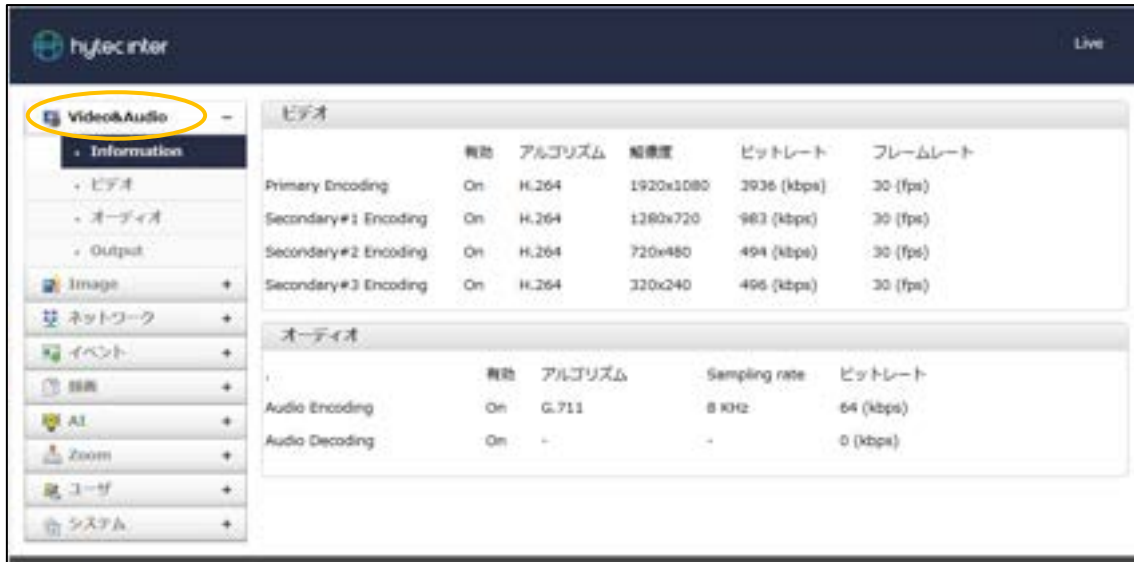 hytec inter
Live
Video&Audio −
Information
ビデオ
オーディオ
Output
Image +
ネットワーク +
イベント +
録画 +
AI +
Zoom +
ユーザ +
システム +
ビデオ
有効 アルゴリズム 解像度 ビットレート フレームレート
Primary Encoding On H.264 1920x1080 3936 (kbps) 30 (fps)
Secondary#1 Encoding On H.264 1280x720 983 (kbps) 30 (fps)
Secondary#2 Encoding On H.264 720x480 494 (kbps) 30 (fps)
Secondary#3 Encoding On H.264 320x240 496 (kbps) 30 (fps)
オーディオ
. 有効 アルゴリズム Sampling rate ビットレート
Audio Encoding On G.711 8 KHz 64 (kbps)
Audio Decoding On - - 0 (kbps)